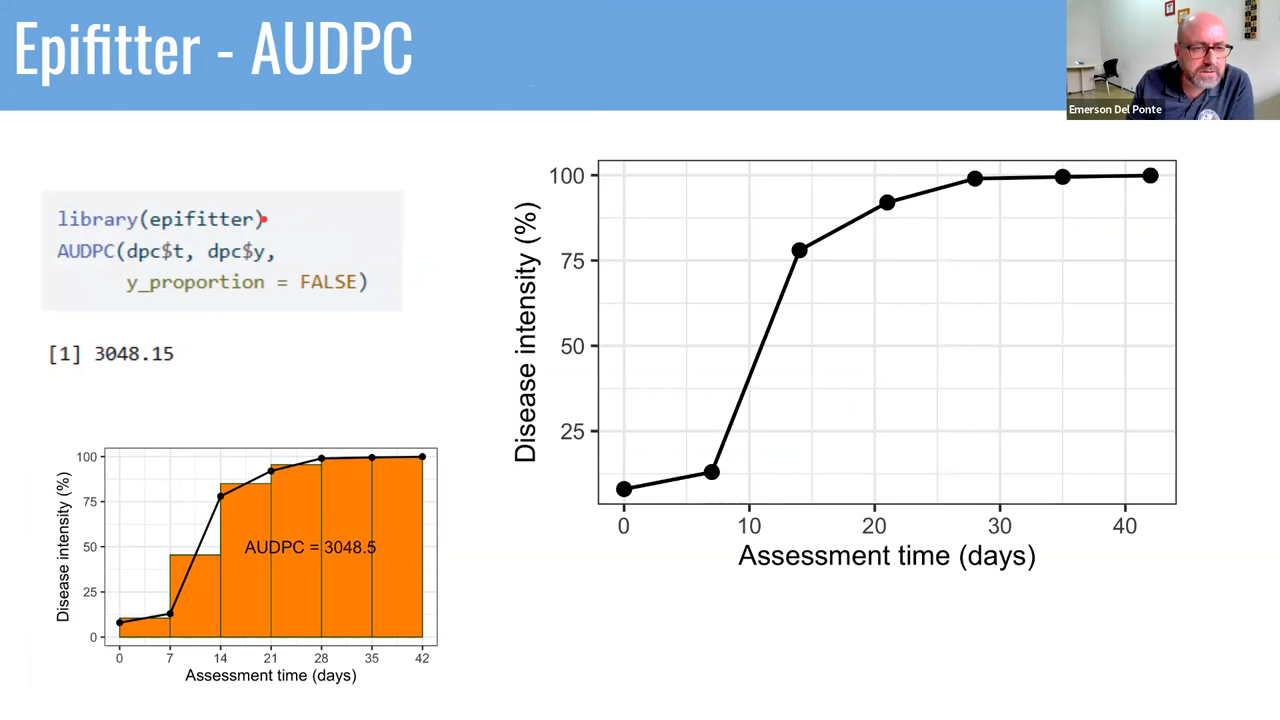 Epifitter - AUDPC
Emerson Del Ponte
library(epifitter)
AUDPC(dpc$t, dpc$y,
y_proportion = FALSE)
[1] 3048.15
100
75
50
25
0
Disease intensity (%)
AUDPC = 3048.5
0 7 14 21 28 35 42
Assessment time (days)
100
75
50
25
Disease intensity (%)
0 10 20 30 40
Assessment time (days)